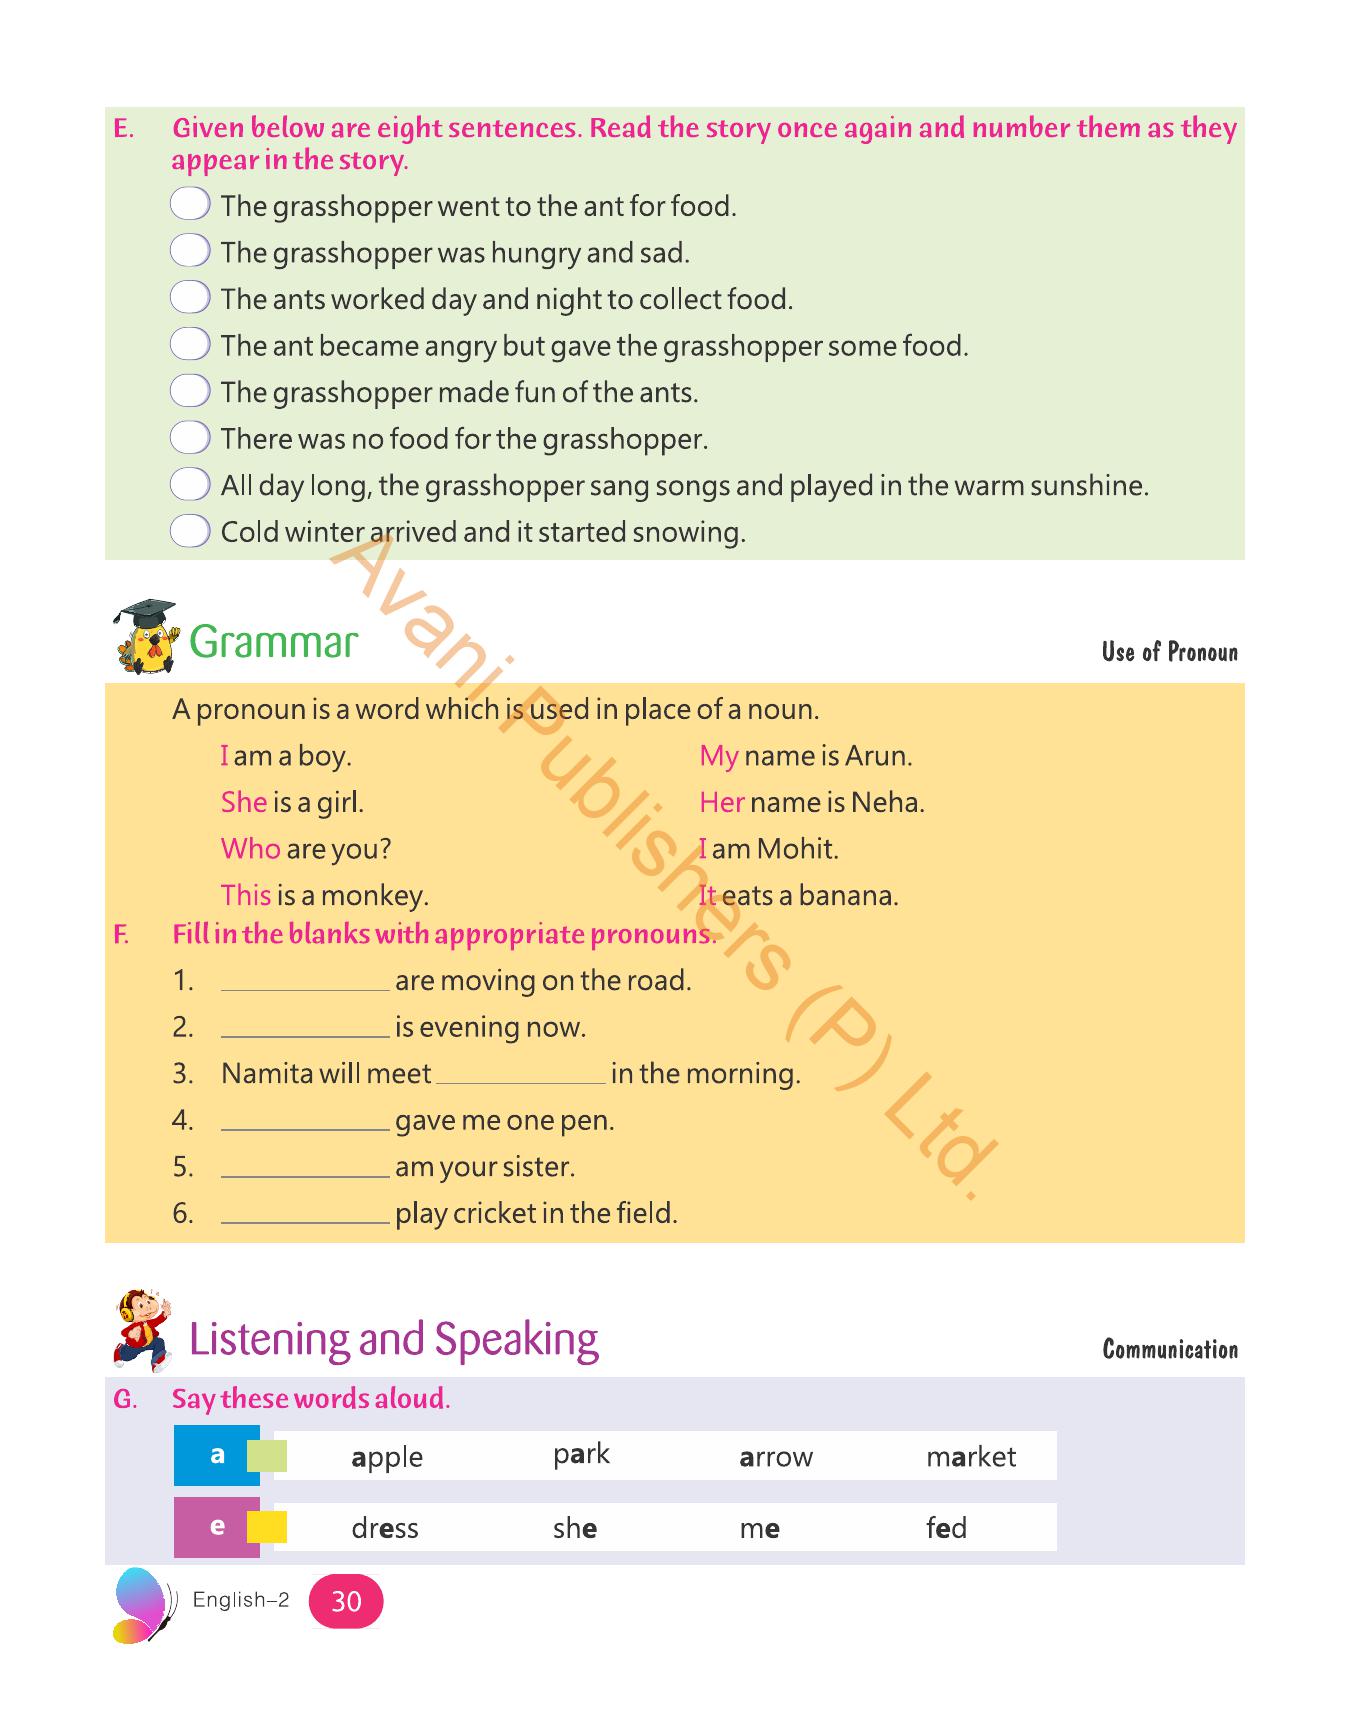 E. Given below are eight sentences. Read the story once again and number them as they
appear in the story.
The grasshopper went to the ant for food.
The grasshopper was hungry and sad.
The ants worked day and night to collect food.
The ant became angry but gave the grasshopper some food.
The grasshopper made fun of the ants.
There was no food for the grasshopper.
All day long, the grasshopper sang songs and played in the warm sunshine.
Cold winter arrived and it started snowing.
Grammar
Use of Pronoun
A pronoun is a word which is used in place of a noun.
I am a boy. My name is Arun.
She is a girl. Her name is Neha.
Who are you? I am Mohit.
This is a monkey. It eats a banana.
F. Fill in the blanks with appropriate pronouns.
1. ____________ are moving on the road.
2. ____________ is evening now.
3. Namita will meet ____________ in the morning.
4. ____________ gave me one pen.
5. ____________ am your sister.
6. ____________ play cricket in the field.
Avani Publishers (P) Ltd.
Listening and Speaking
Communication
G. Say these words aloud.
a apple park arrow market
e dress she me fed
English–2 30